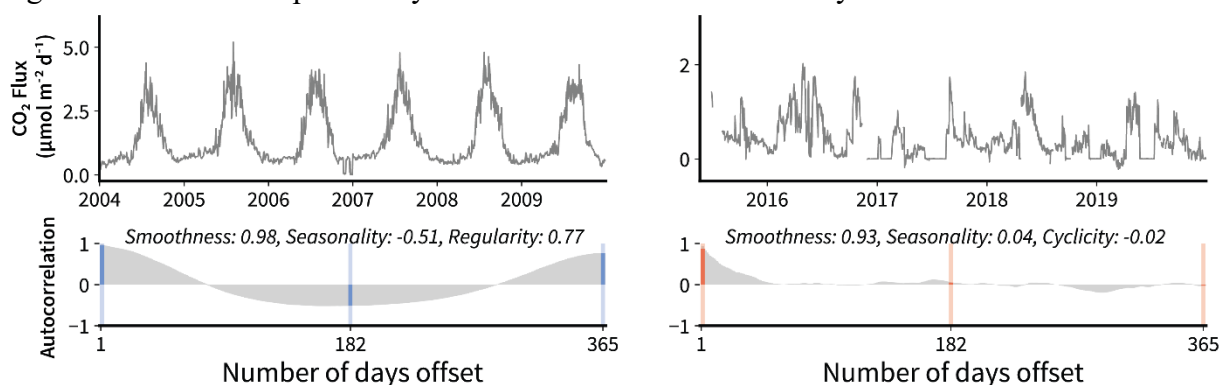 CO₂ Flux
(μmol m⁻² d⁻¹)
5.0
2.5
0.0
2004 2005 2006 2007 2008 2009
2
0
2016 2017 2018 2019
Autocorrelation
Smoothness: 0.98, Seasonality: -0.51, Regularity: 0.77
1
0
−1
1 182 365
Number of days offset
Smoothness: 0.93, Seasonality: 0.04, Cyclicity: -0.02
1
0
−1
1 182 365
Number of days offset